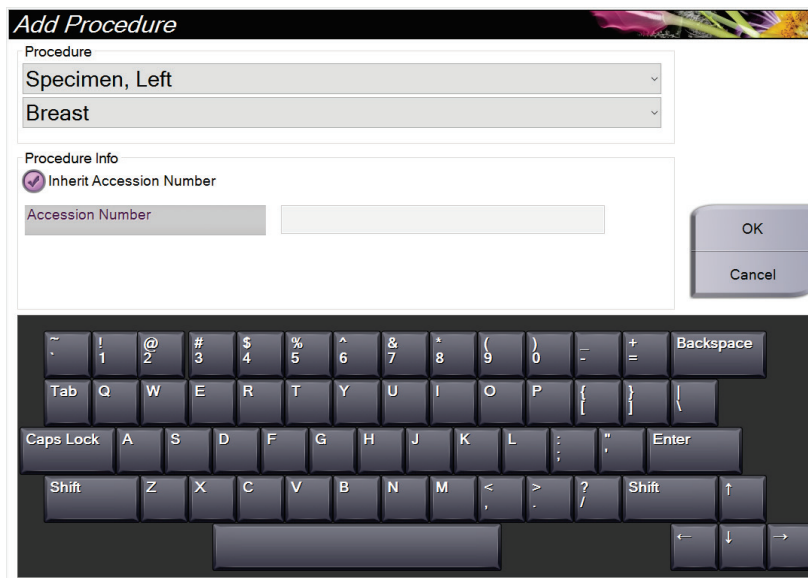 Add Procedure
Procedure
Specimen, Left
Breast
Procedure Info
Inherit Accession Number
Accession Number
OK
Cancel
~ ! @ # $ % ^ & * ( ) _ + Backspace
` 1 2 3 4 5 6 7 8 9 0 - =
Tab Q W E R T Y U I O P { } |
[ ] \
Caps Lock A S D F G H J K L : " Enter
; '
Shift Z X C V B N M < > ? Shift ↑
, . /
← ↓ →